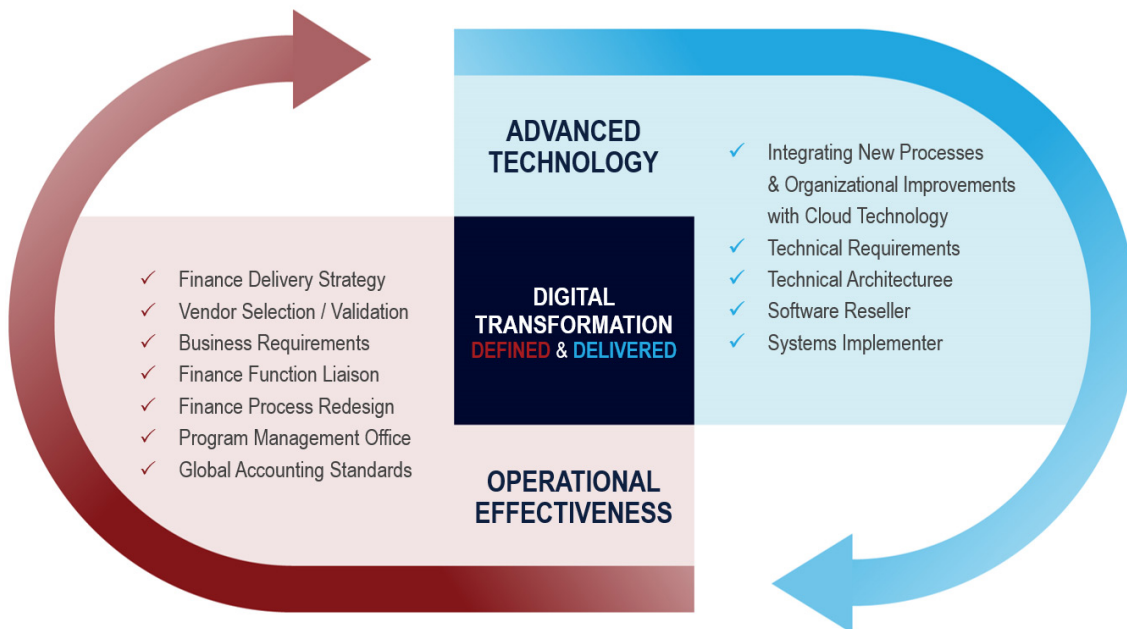 ADVANCED
TECHNOLOGY
Integrating New Processes
& Organizational Improvements
with Cloud Technology
Technical Requirements
Technical Architecturee
Software Reseller
Systems Implementer
DIGITAL
TRANSFORMATION
DEFINED & DELIVERED
Finance Delivery Strategy
Vendor Selection / Validation
Business Requirements
Finance Function Liaison
Finance Process Redesign
Program Management Office
Global Accounting Standards
OPERATIONAL
EFFECTIVENESS